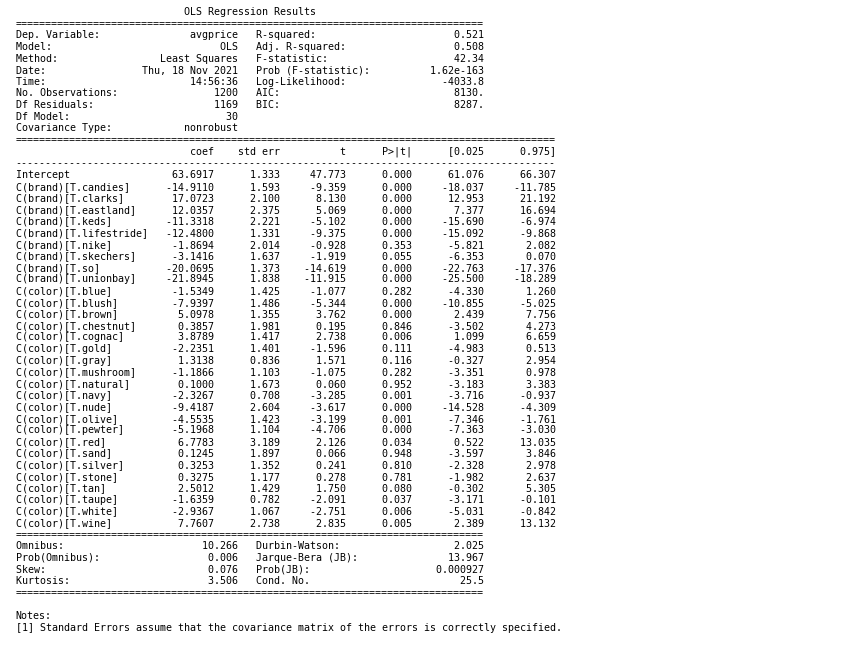 OLS Regression Results
==============================================================================
Dep. Variable:               avgprice   R-squared:                       0.521
Model:                            OLS   Adj. R-squared:                  0.508
Method:                 Least Squares   F-statistic:                     42.34
Date:                Thu, 18 Nov 2021   Prob (F-statistic):          1.62e-163
Time:                        14:56:36   Log-Likelihood:                -4033.8
No. Observations:                1200   AIC:                             8130.
Df Residuals:                    1169   BIC:                             8287.
Df Model:                          30
Covariance Type:            nonrobust
==========================================================================================
                             coef    std err          t      P>|t|      [0.025      0.975]
------------------------------------------------------------------------------------------
Intercept                 63.6917      1.333     47.773      0.000      61.076      66.307
C(brand)[T.candies]      -14.9110      1.593     -9.359      0.000     -18.037     -11.785
C(brand)[T.clarks]        17.0723      2.100      8.130      0.000      12.953      21.192
C(brand)[T.eastland]      12.0357      2.375      5.069      0.000       7.377      16.694
C(brand)[T.keds]         -11.3318      2.221     -5.102      0.000     -15.690      -6.974
C(brand)[T.lifestride]   -12.4800      1.331     -9.375      0.000     -15.092      -9.868
C(brand)[T.nike]          -1.8694      2.014     -0.928      0.353      -5.821       2.082
C(brand)[T.skechers]      -3.1416      1.637     -1.919      0.055      -6.353       0.070
C(brand)[T.so]           -20.0695      1.373    -14.619      0.000     -22.763     -17.376
C(brand)[T.unionbay]     -21.8945      1.838    -11.915      0.000     -25.500     -18.289
C(color)[T.blue]          -1.5349      1.425     -1.077      0.282      -4.330       1.260
C(color)[T.blush]         -7.9397      1.486     -5.344      0.000     -10.855      -5.025
C(color)[T.brown]          5.0978      1.355      3.762      0.000       2.439       7.756
C(color)[T.chestnut]       0.3857      1.981      0.195      0.846      -3.502       4.273
C(color)[T.cognac]         3.8789      1.417      2.738      0.006       1.099       6.659
C(color)[T.gold]          -2.2351      1.401     -1.596      0.111      -4.983       0.513
C(color)[T.gray]           1.3138      0.836      1.571      0.116      -0.327       2.954
C(color)[T.mushroom]      -1.1866      1.103     -1.075      0.282      -3.351       0.978
C(color)[T.natural]        0.1000      1.673      0.060      0.952      -3.183       3.383
C(color)[T.navy]          -2.3267      0.708     -3.285      0.001      -3.716      -0.937
C(color)[T.nude]          -9.4187      2.604     -3.617      0.000     -14.528      -4.309
C(color)[T.olive]         -4.5535      1.423     -3.199      0.001      -7.346      -1.761
C(color)[T.pewter]        -5.1968      1.104     -4.706      0.000      -7.363      -3.030
C(color)[T.red]            6.7783      3.189      2.126      0.034       0.522      13.035
C(color)[T.sand]           0.1245      1.897      0.066      0.948      -3.597       3.846
C(color)[T.silver]         0.3253      1.352      0.241      0.810      -2.328       2.978
C(color)[T.stone]          0.3275      1.177      0.278      0.781      -1.982       2.637
C(color)[T.tan]            2.5012      1.429      1.750      0.080      -0.302       5.305
C(color)[T.taupe]         -1.6359      0.782     -2.091      0.037      -3.171      -0.101
C(color)[T.white]         -2.9367      1.067     -2.751      0.006      -5.031      -0.842
C(color)[T.wine]           7.7607      2.738      2.835      0.005       2.389      13.132
==============================================================================
Omnibus:                       10.266   Durbin-Watson:                   2.025
Prob(Omnibus):                  0.006   Jarque-Bera (JB):               13.967
Skew:                           0.076   Prob(JB):                     0.000927
Kurtosis:                       3.506   Cond. No.                         25.5
==============================================================================
Notes:
[1] Standard Errors assume that the covariance matrix of the errors is correctly specified.